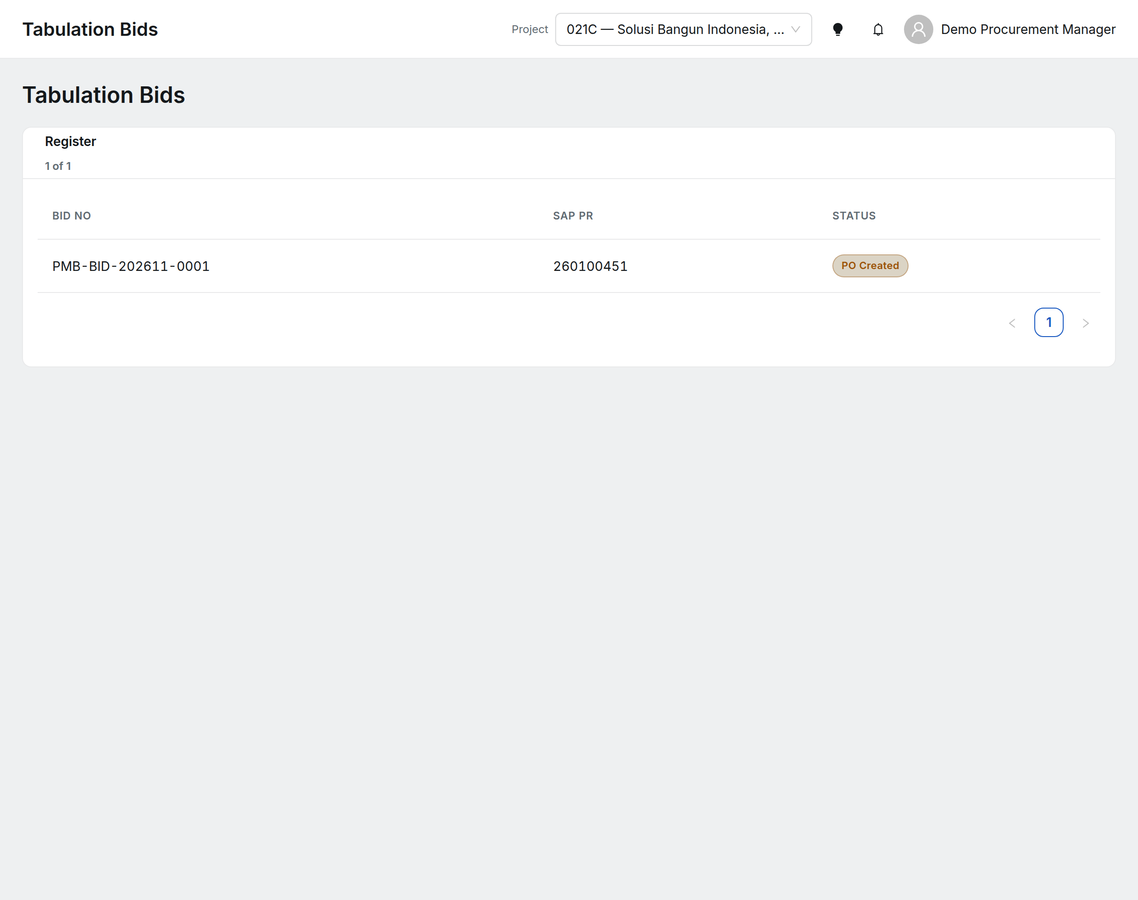 Tabulation Bids
Project
021C — Solusi Bangun Indonesia, ...
Demo Procurement Manager
Tabulation Bids
Register
1 of 1
BID NO SAP PR STATUS
PMB-BID-202611-0001 260100451 PO Created
1